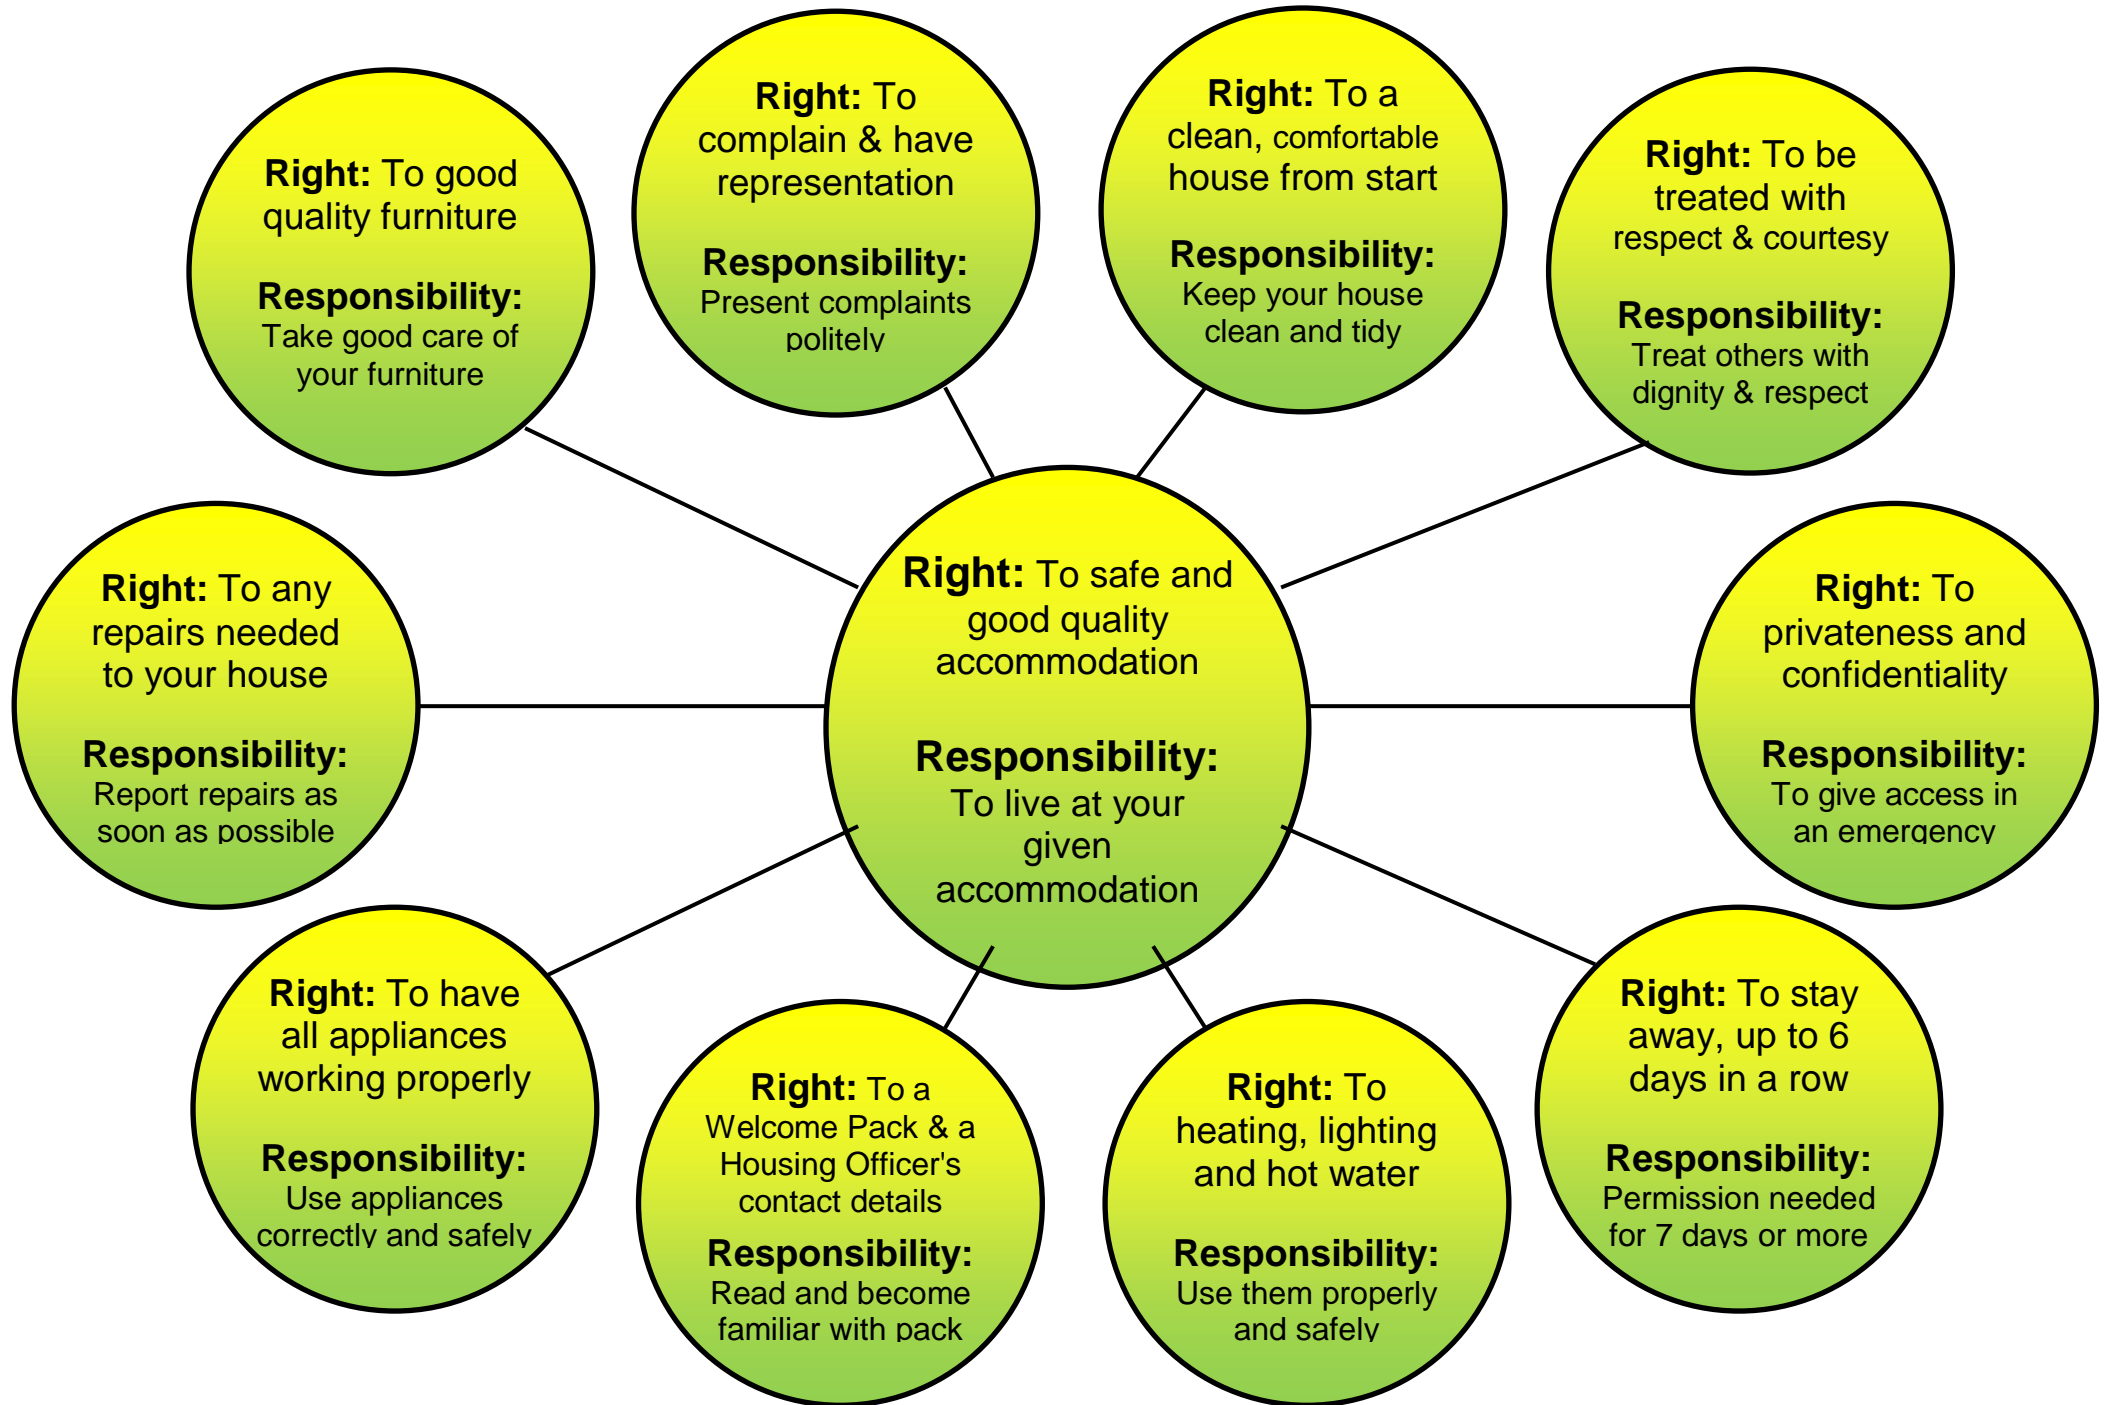 Right: To good
quality furniture
Responsibility:
Take good care of
your furniture
Right: To
complain & have
representation
Responsibility:
Present complaints
politely
Right: To a
clean, comfortable
house from start
Responsibility:
Keep your house
clean and tidy
Right: To be
treated with
respect & courtesy
Responsibility:
Treat others with
dignity & respect
Right: To any
repairs needed
to your house
Responsibility:
Report repairs as
soon as possible
Right: To safe and
good quality
accommodation
Responsibility:
To live at your
given
accommodation
Right: To
privateness and
confidentiality
Responsibility:
To give access in
an emergency
Right: To have
all appliances
working properly
Responsibility:
Use appliances
correctly and safely
Right: To a
Welcome Pack & a
Housing Officer's
contact details
Responsibility:
Read and become
familiar with pack
Right: To
heating, lighting
and hot water
Responsibility:
Use them properly
and safely
Right: To stay
away, up to 6
days in a row
Responsibility:
Permission needed
for 7 days or more